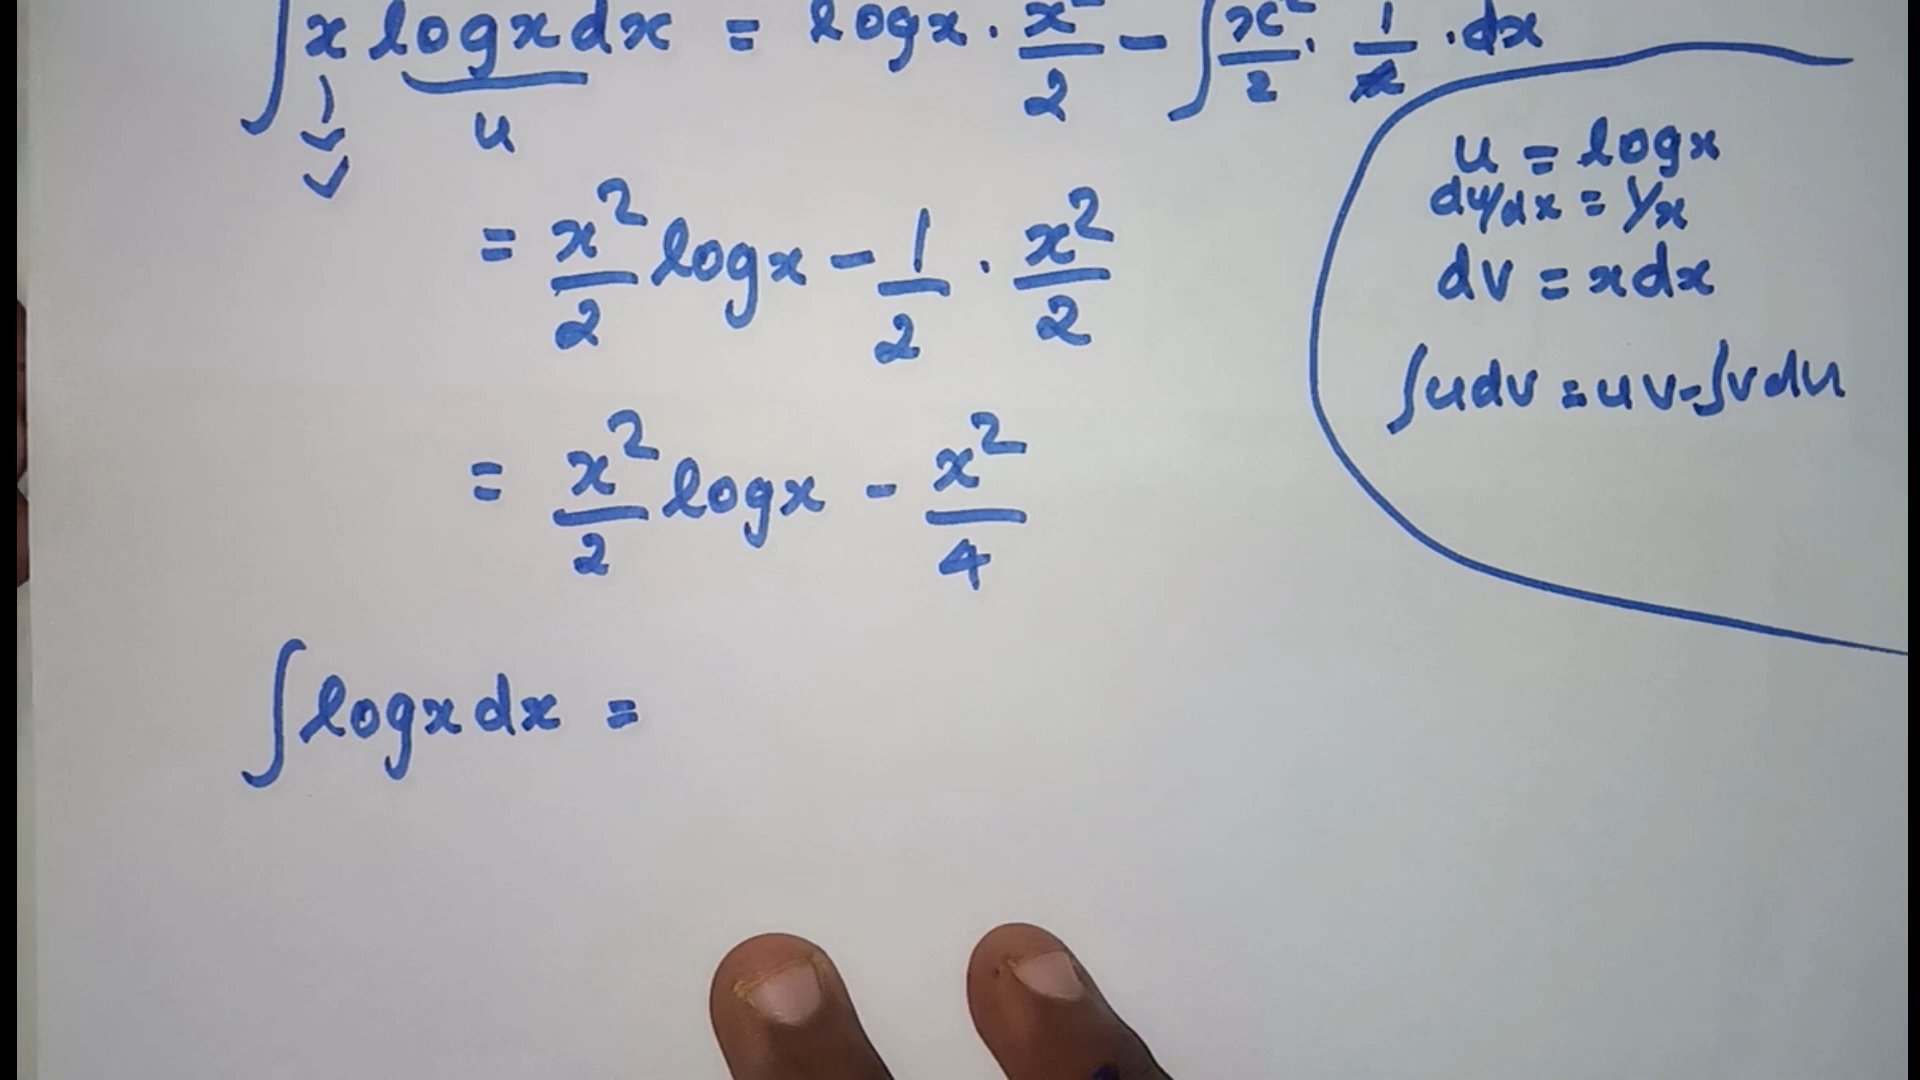 ∫ x log x dx = log x · x²/2 - ∫ x²/2 · 1/x · dx
u
v
= x²/2 log x - 1/2 · x²/2
= x²/2 log x - x²/4
∫ log x dx =
u = log x
du/dx = 1/x
dv = x dx
∫ u dv = uv - ∫ v du